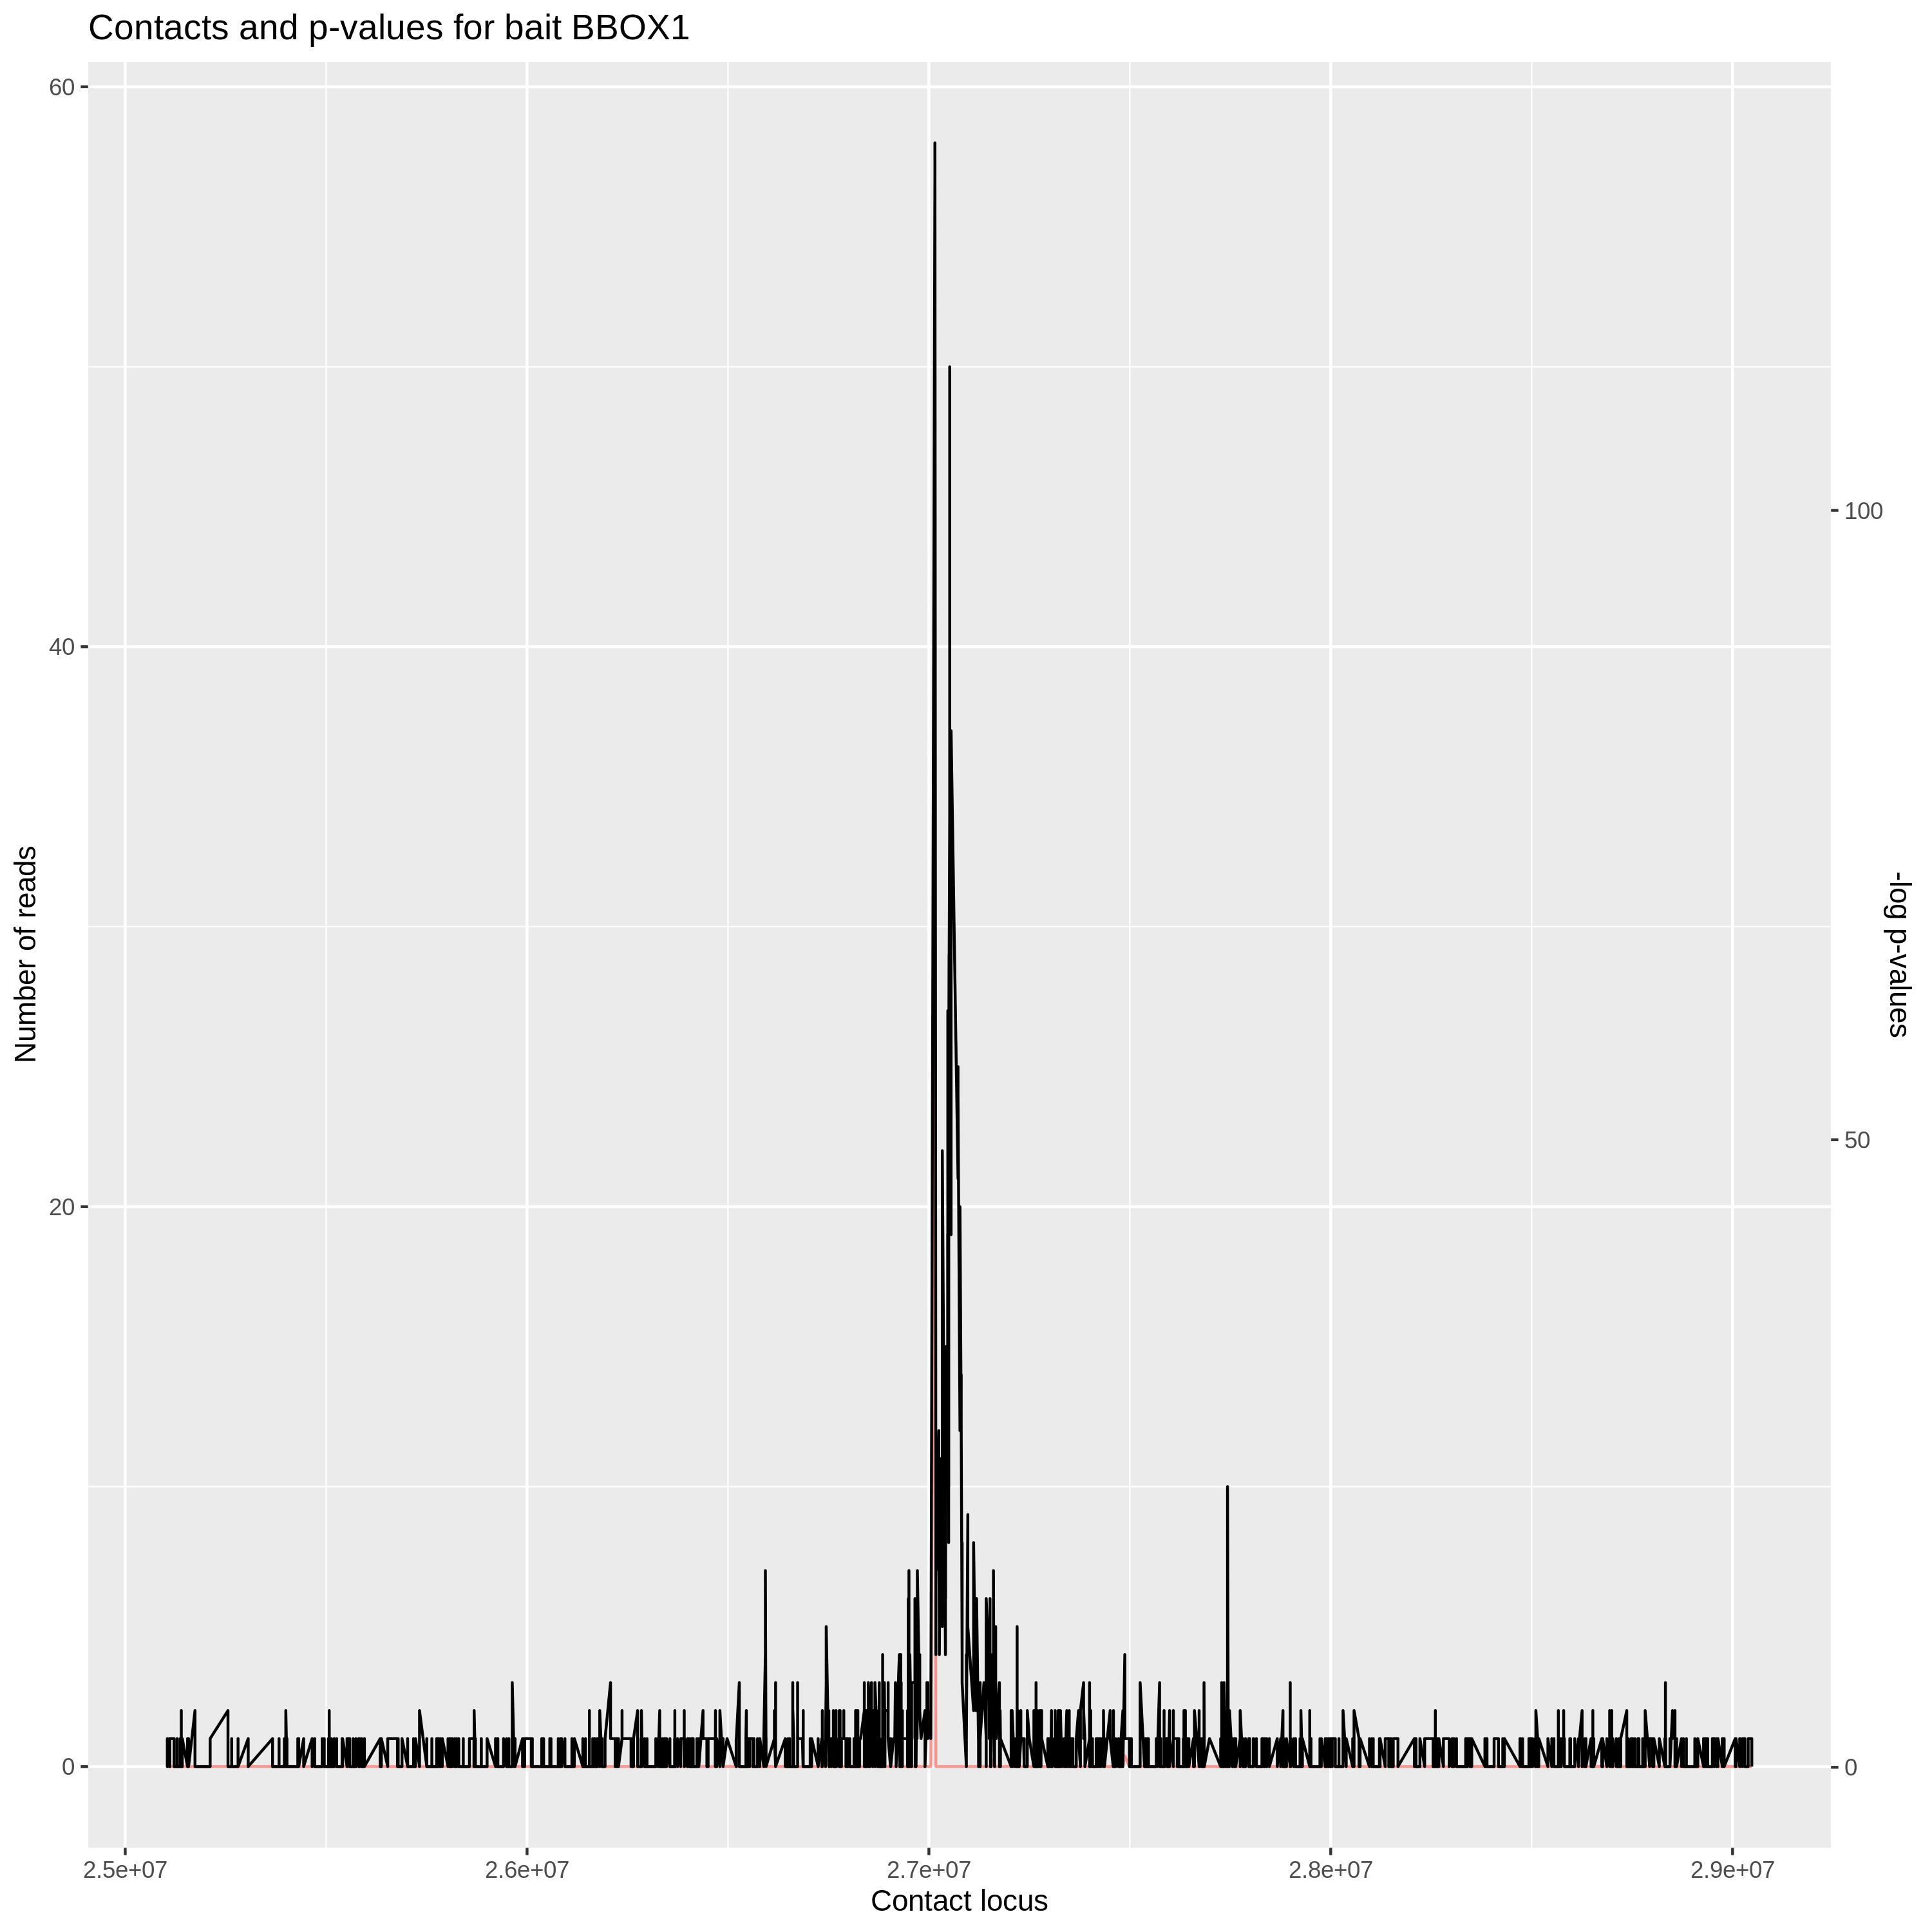 Contacts and p-values for bait BBOX1
60
40
20
0
Number of reads
100
50
0
-log p-values
2.5e+07
2.6e+07
2.7e+07
2.8e+07
2.9e+07
Contact locus